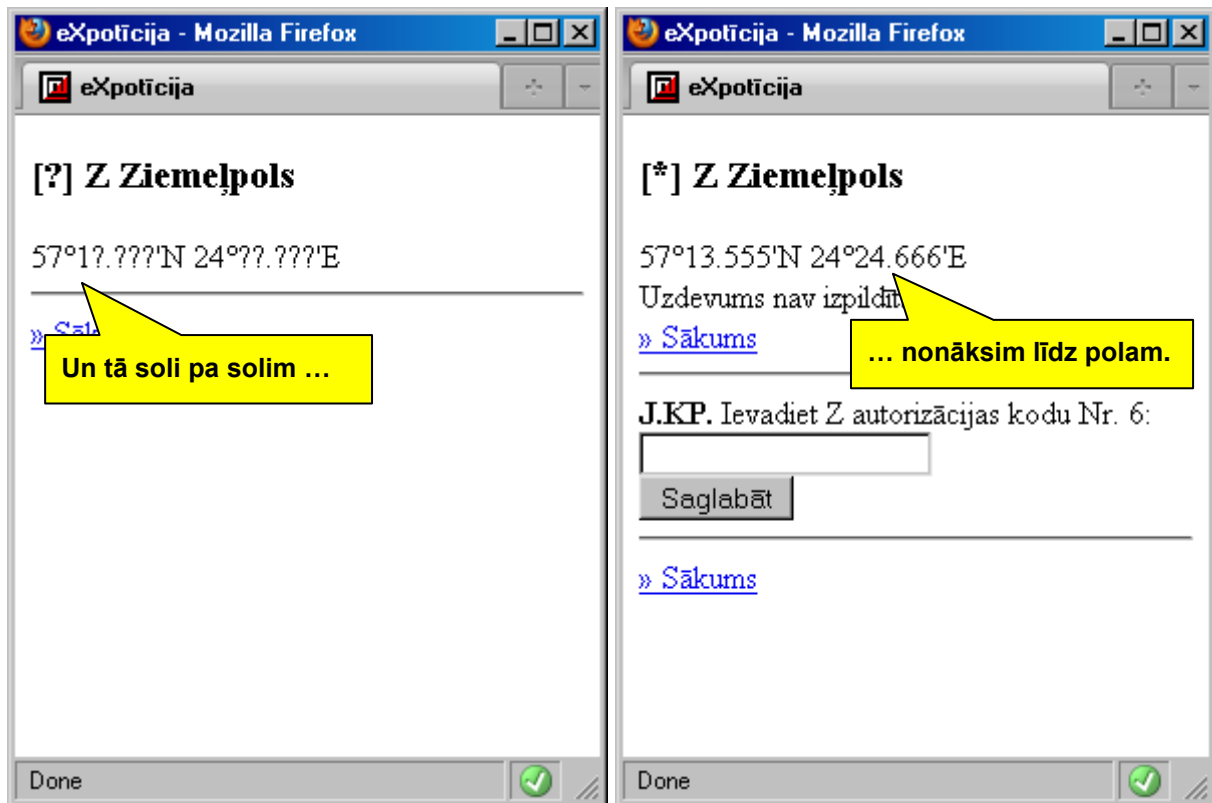 eXpotīcija - Mozilla Firefox
eXpotīcija
[?] Z Ziemeļpols
57°1?.???'N 24°??.???'E
»
Un tā soli pa solim …
Done
eXpotīcija - Mozilla Firefox
eXpotīcija
[*] Z Ziemeļpols
57°13.555'N 24°24.666'E
Uzdevums nav
» Sākums
… nonāksim līdz polam.
J.KP. Ievadiet Z autorizācijas kodu Nr. 6:
Saglabāt
» Sākums
Done